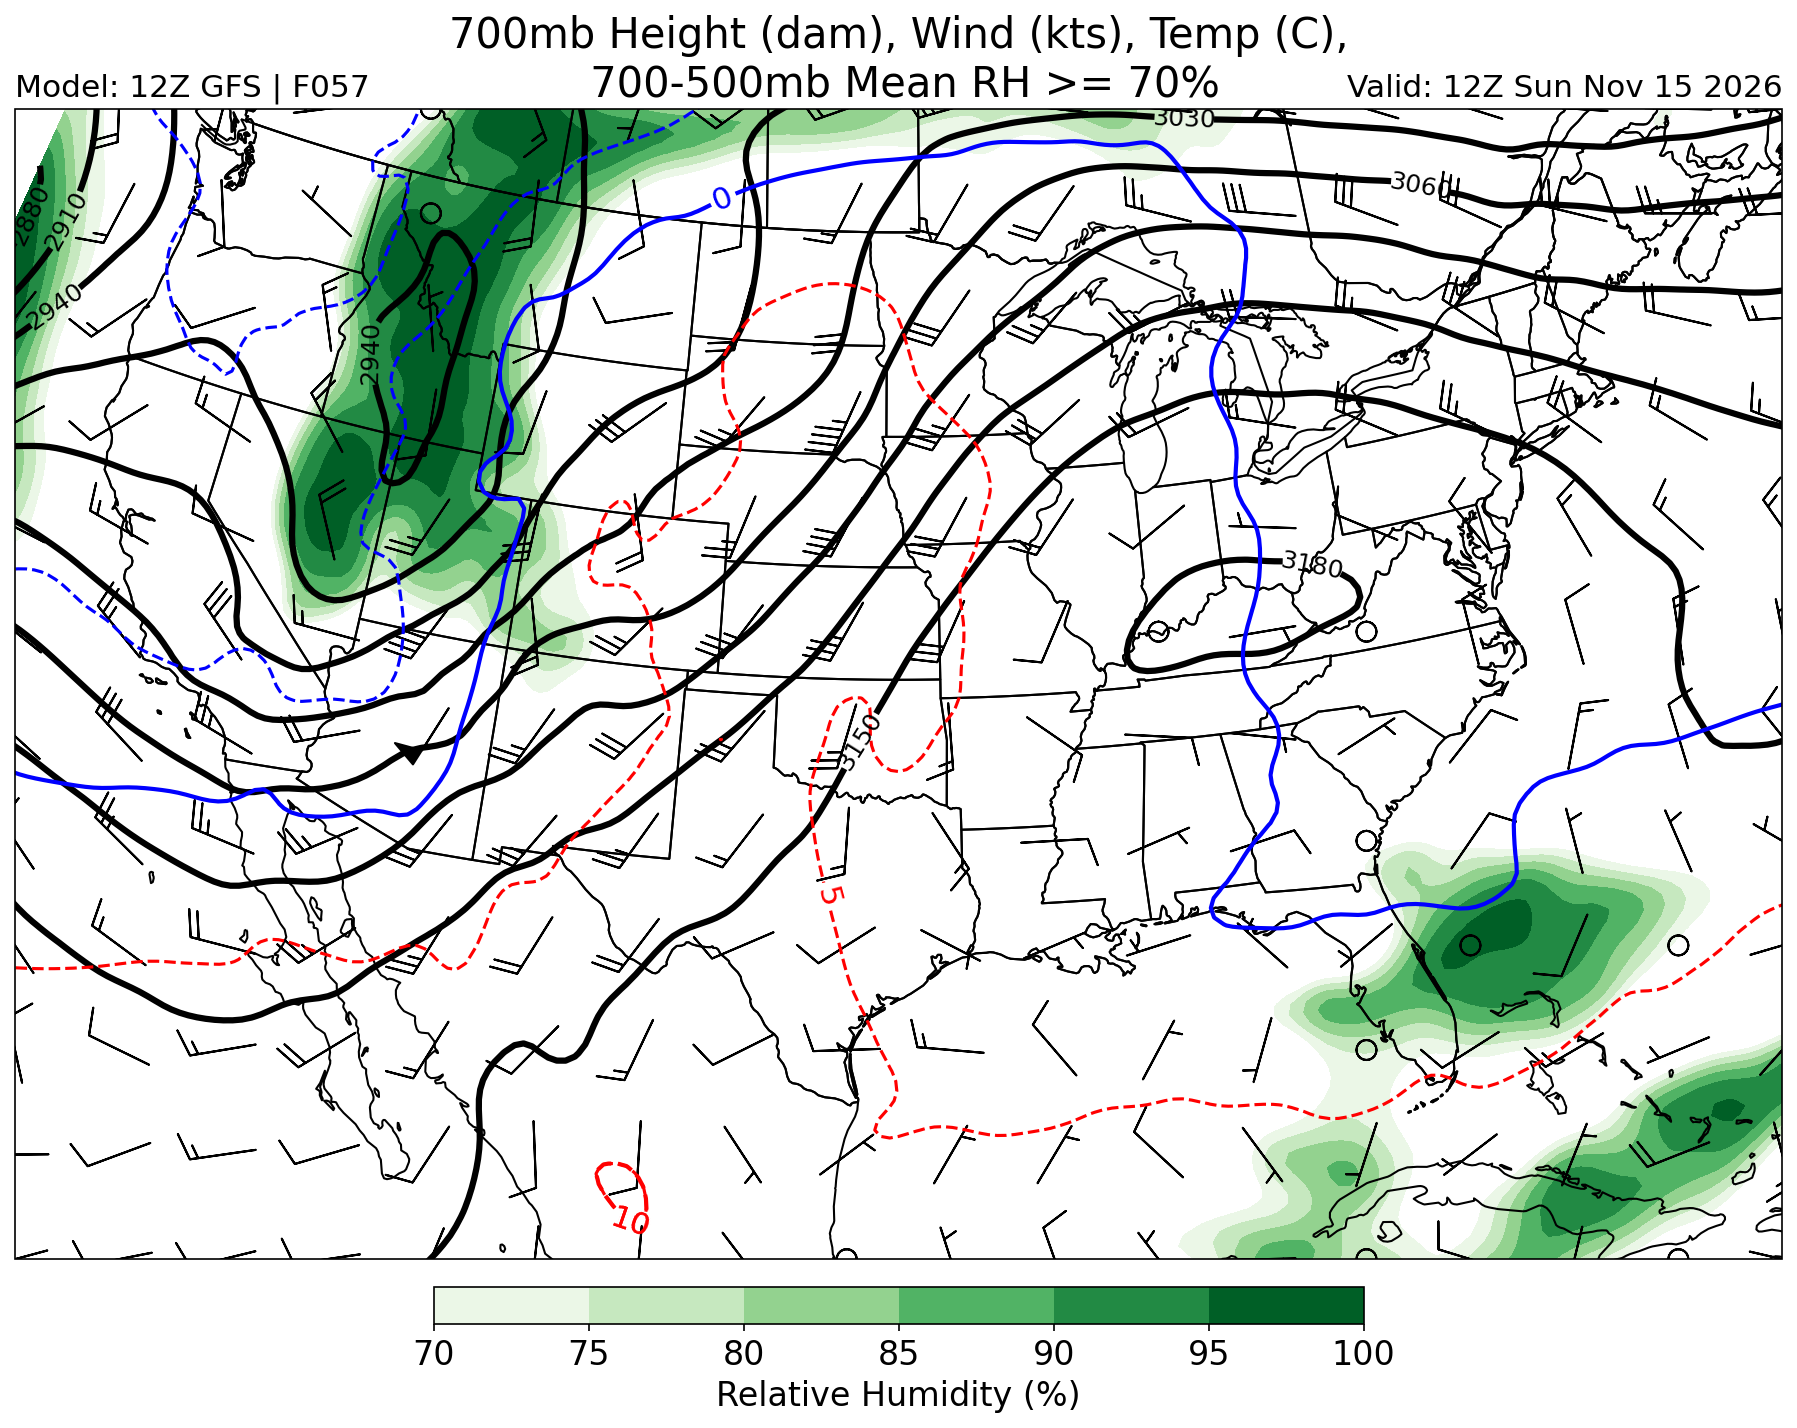 700mb Height (dam), Wind (kts), Temp (C),
Model: 12Z GFS | F057
700-500mb Mean RH >= 70%
Valid: 12Z Sun Nov 15 2026
3030
3060
0
2880
2910
2940
2940
3180
3150
5
10
70 75 80 85 90 95 100
Relative Humidity (%)